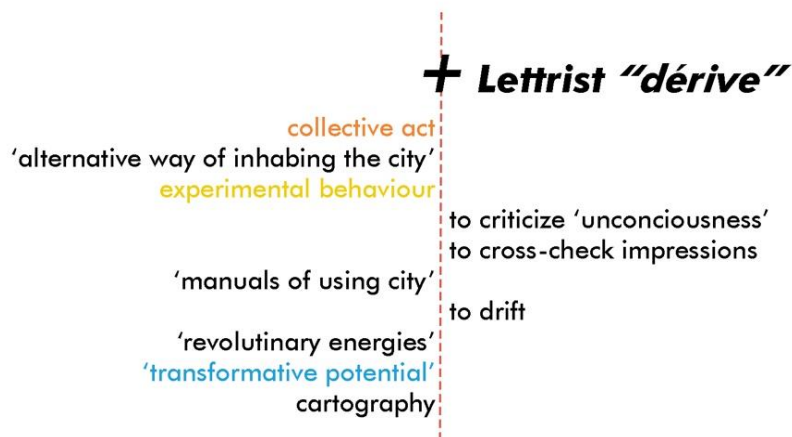 + Lettrist “dérive”
collective act
‘alternative way of inhabing the city’
experimental behaviour
to criticize ‘unconciousness’
to cross-check impressions
‘manuals of using city’
to drift
‘revolutinary energies’
‘transformative potential’
cartography